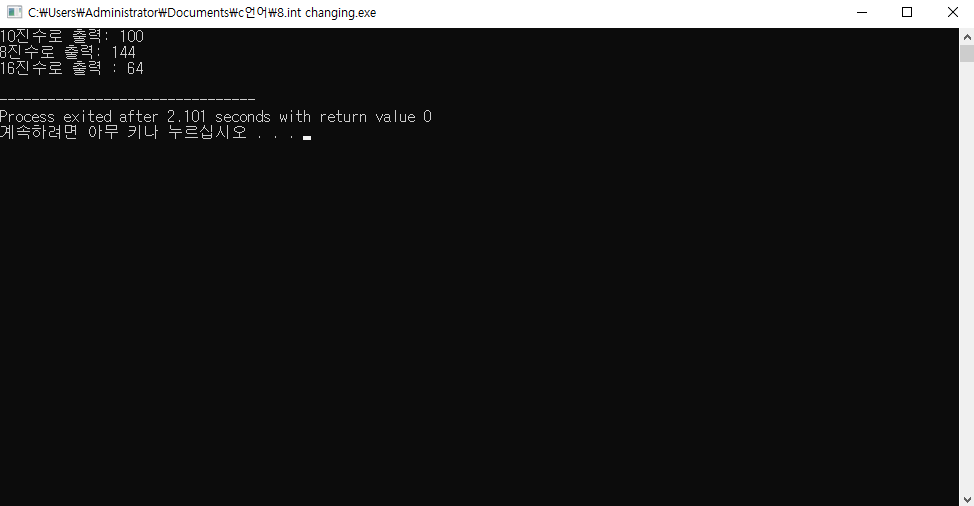 C:₩Users₩Administrator₩Documents₩c언어₩8.int changing.exe
10진수로 출력: 100
8진수로 출력: 144
16진수로 출력 : 64
--------------------------------
Process exited after 2.101 seconds with return value 0
계속하려면 아무 키나 누르십시오 . . .